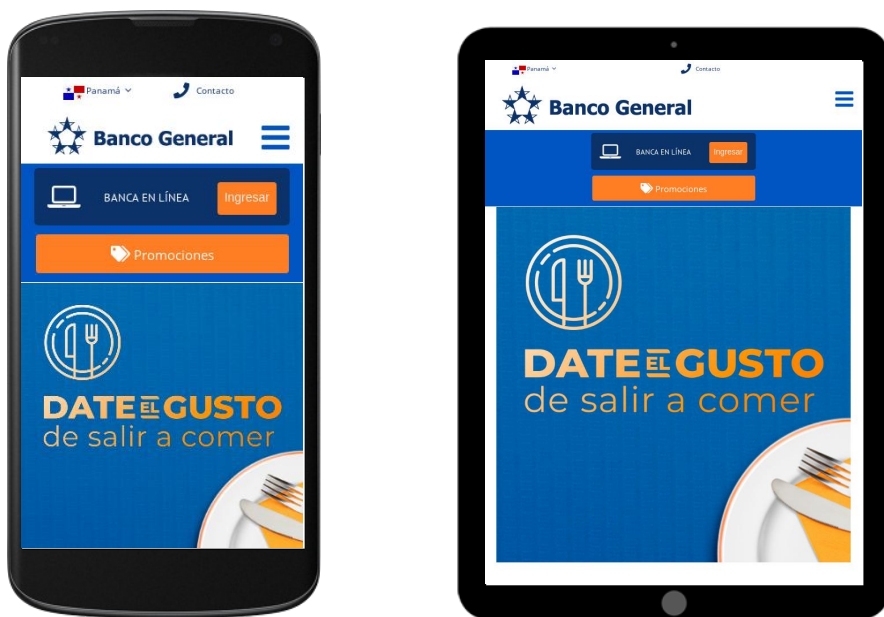 Panamá
Contacto
Banco General
BANCA EN LÍNEA
Ingresar
Promociones
DATE EL GUSTO
de salir a comer
Panamá
Contacto
Banco General
BANCA EN LÍNEA
Ingresar
Promociones
DATE EL GUSTO
de salir a comer